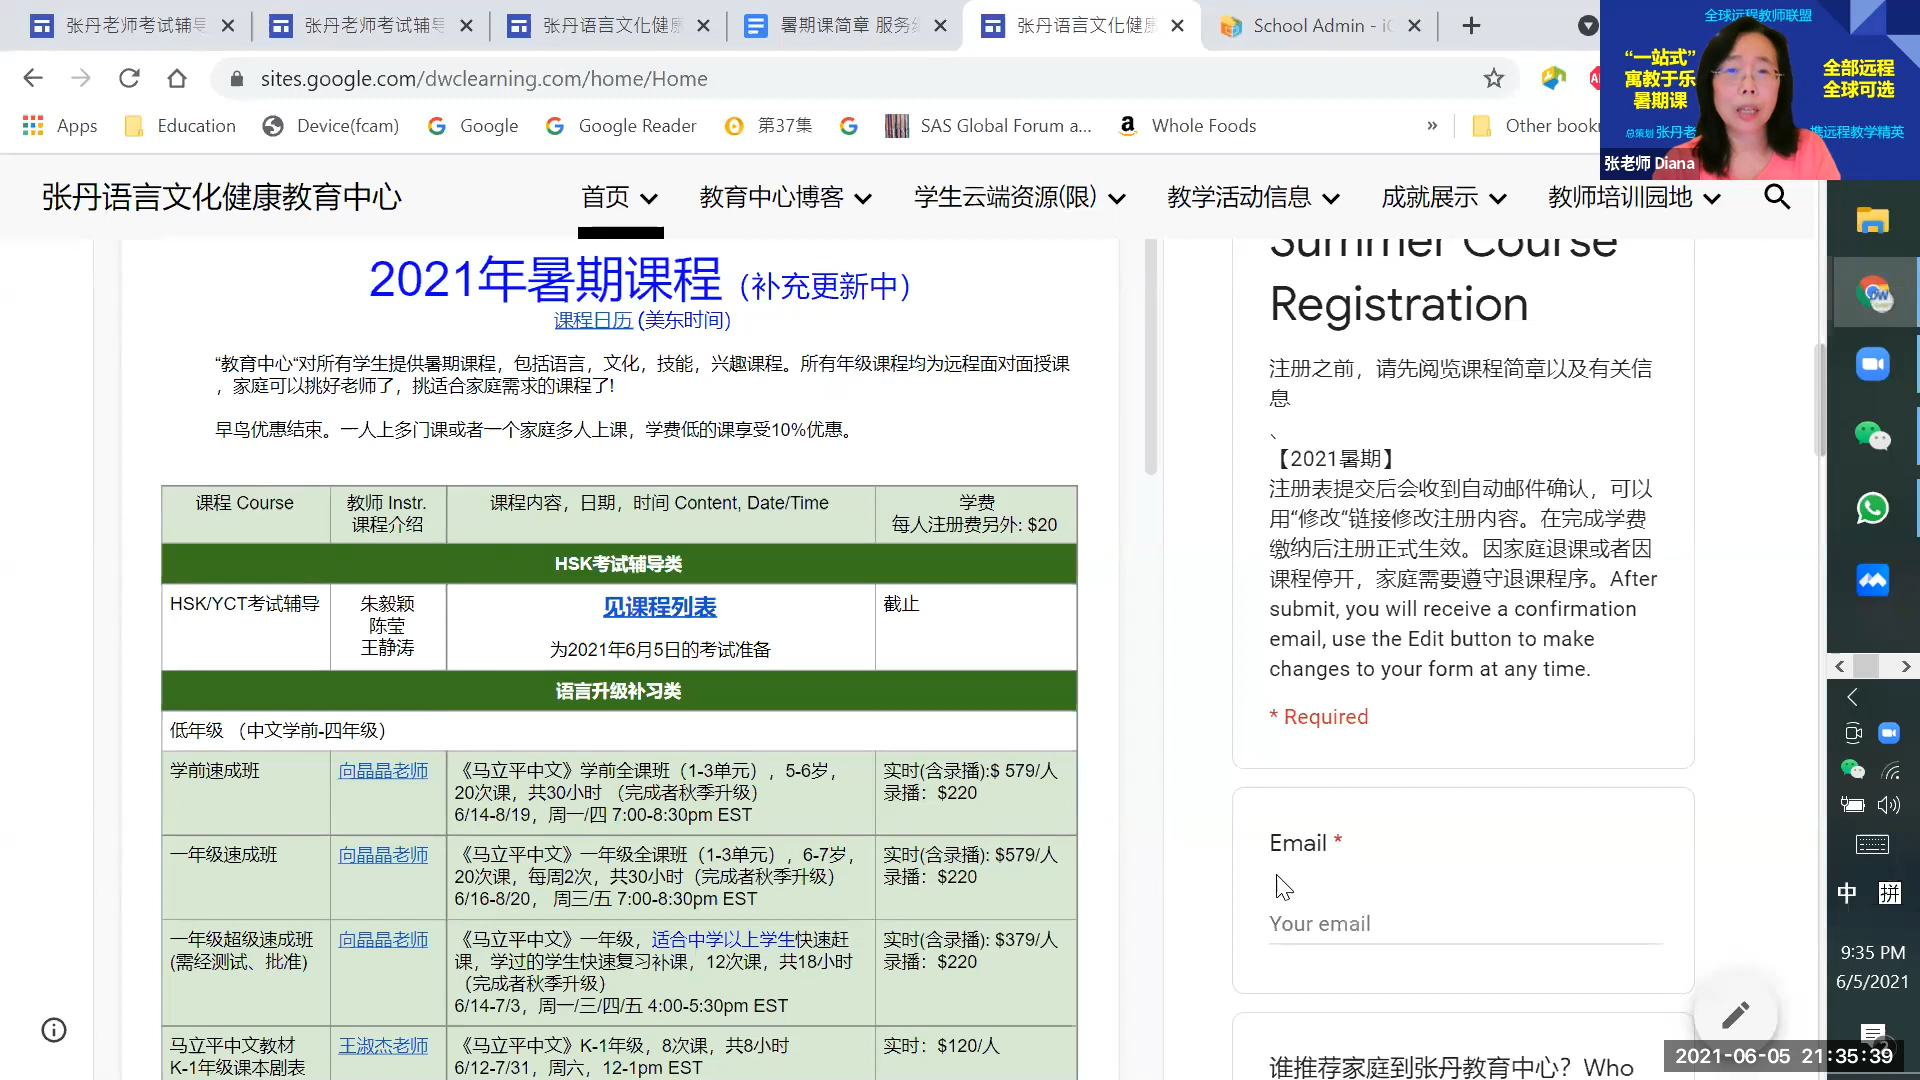 张丹老师考试辅导
张丹老师考试辅导
张丹语言文化健康
暑期课简章 服务
张丹语言文化健康
School Admin - iC
sites.google.com/dwclearning.com/home/Home
Apps
Education
Device(fcam)
Google
Google Reader
第37集
SAS Global Forum a...
Whole Foods
»
Other book
全球远程教师联盟
“一站式”
寓教于乐
暑期课
全部远程
全球可选
总策划 张丹老
携远程教学精英
张老师 Diana
张丹语言文化健康教育中心
首页
教育中心博客
学生云端资源(限)
教学活动信息
成就展示
教师培训园地
2021年暑期课程（补充更新中）
课程日历 (美东时间)
“教育中心“对所有学生提供暑期课程，包括语言，文化，技能，兴趣课程。所有年级课程均为远程面对面授课
，家庭可以挑好老师了，挑适合家庭需求的课程了!
早鸟优惠结束。一人上多门课或者一个家庭多人上课，学费低的课享受10%优惠。
课程 Course
教师 Instr.
课程介绍
课程内容，日期，时间 Content, Date/Time
学费
每人注册费另外: $20
HSK考试辅导类
HSK/YCT考试辅导
朱毅颖
陈莹
王静涛
见课程列表
为2021年6月5日的考试准备
截止
语言升级补习类
低年级 （中文学前-四年级）
学前速成班
向晶晶老师
《马立平中文》学前全课班（1-3单元），5-6岁，
20次课，共30小时 （完成者秋季升级）
6/14-8/19，周一/四 7:00-8:30pm EST
实时(含录播):$ 579/人
录播：$220
一年级速成班
向晶晶老师
《马立平中文》一年级全课班（1-3单元），6-7岁，
20次课，每周2次，共30小时（完成者秋季升级）
6/16-8/20， 周三/五 7:00-8:30pm EST
实时(含录播): $579/人
录播：$220
一年级超级速成班
(需经测试、批准)
向晶晶老师
《马立平中文》一年级，适合中学以上学生快速赶
课，学过的学生快速复习补课，12次课，共18小时
（完成者秋季升级）
6/14-7/3，周一/三/四/五 4:00-5:30pm EST
实时(含录播): $379/人
录播：$220
马立平中文教材
K-1年级课本剧表
王淑杰老师
《马立平中文》K-1年级，8次课，共8小时
6/12-7/31，周六，12-1pm EST
实时：$120/人
Summer Course
Registration
注册之前，请先阅览课程简章以及有关信
息
、
【2021暑期】
注册表提交后会收到自动邮件确认，可以
用“修改“链接修改注册内容。在完成学费
缴纳后注册正式生效。因家庭退课或者因
课程停开，家庭需要遵守退课程序。After
submit, you will receive a confirmation
email, use the Edit button to make
changes to your form at any time.
* Required
Email *
Your email
谁推荐家庭到张丹教育中心？Who
中 拼
9:35 PM
6/5/2021
2021-06-05 21:35:39